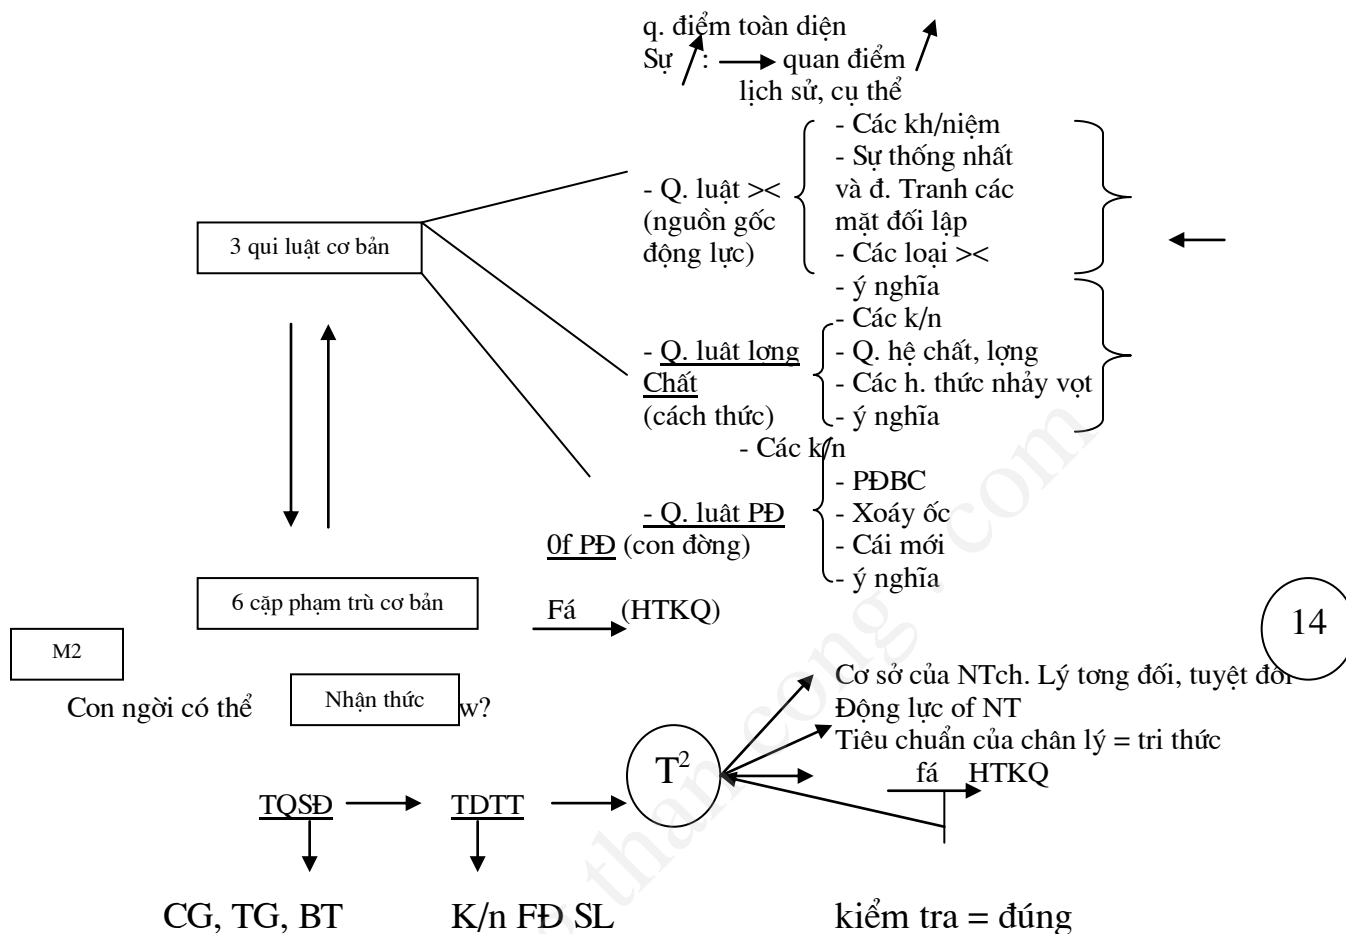 q. điểm toàn diện
Sự : quan điểm
lịch sử, cụ thể
- Các kh/niệm
- Sự thống nhất
- Q. luật >< và đ. Tranh các
(nguồn gốc mặt đối lập
3 qui luật cơ bản động lực) - Các loại ><
- ý nghĩa
- Các k/n
- Q. luât lợng - Q. hệ chất, lợng
Chất - Các h. thức nhảy vọt
(cách thức) - ý nghĩa
- Các k/n
- PĐBC
- Q. luât PĐ - Xoáy ốc
0f PĐ (con đờng) - Cái mới
- ý nghĩa
6 cặp phạm trù cơ bản Fá (HTKQ)
14
M2
Cơ sở của NTch. Lý tơng đối, tuyệt đối
Con ngời có thể Nhận thức w? Động lực of NT
Tiêu chuẩn của chân lý = tri thức
T² fá HTKQ
TQSĐ TDTT
CG, TG, BT K/n FĐ SL kiểm tra = đúng